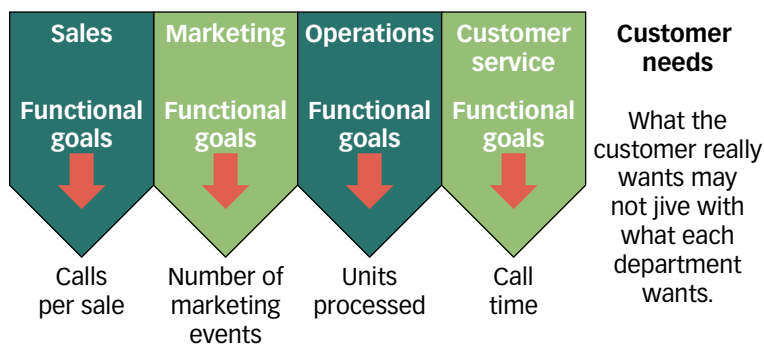 Sales
Functional
goals
Calls
per sale
Marketing
Functional
goals
Number of
marketing
events
Operations
Functional
goals
Units
processed
Customer
service
Functional
goals
Call
time
Customer
needs
What the
customer really
wants may
not jive with
what each
department
wants.